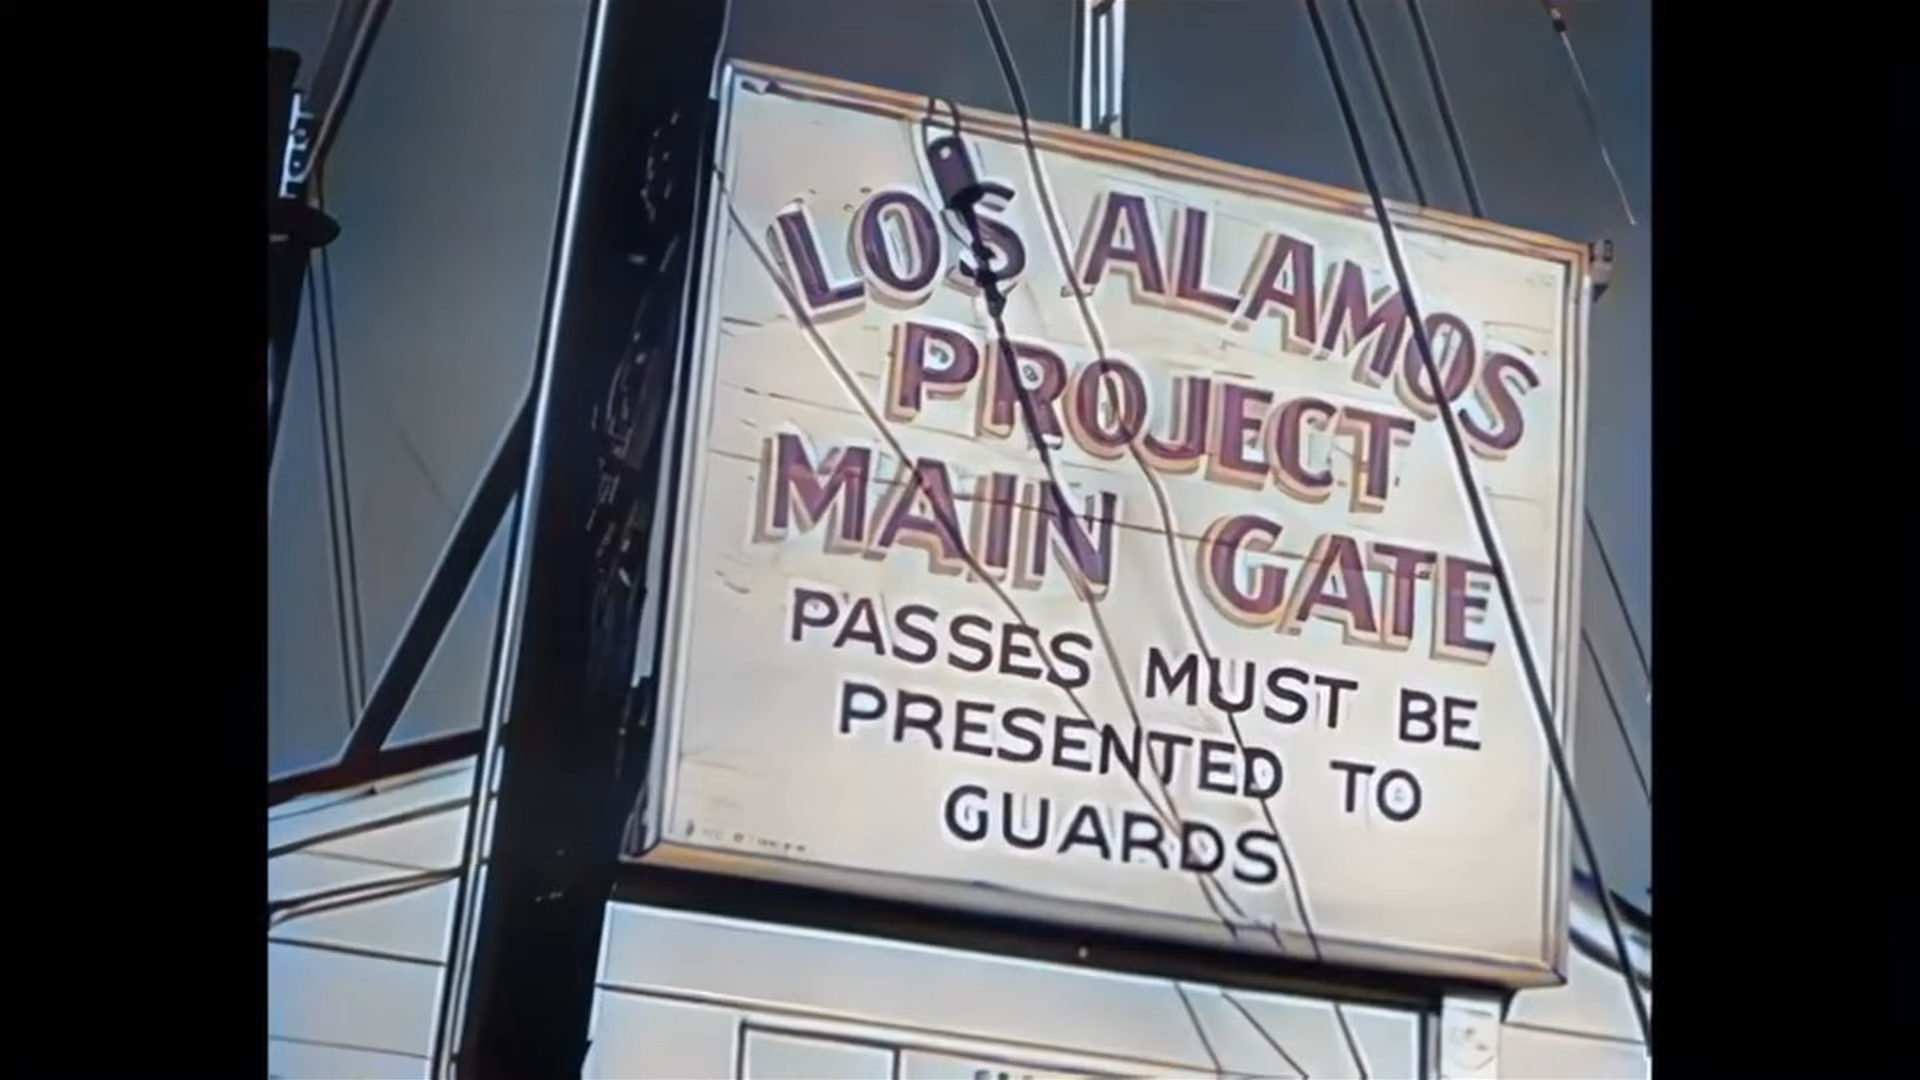 LOS ALAMOS
PROJECT
MAIN GATE
PASSES MUST BE
PRESENTED TO
GUARDS